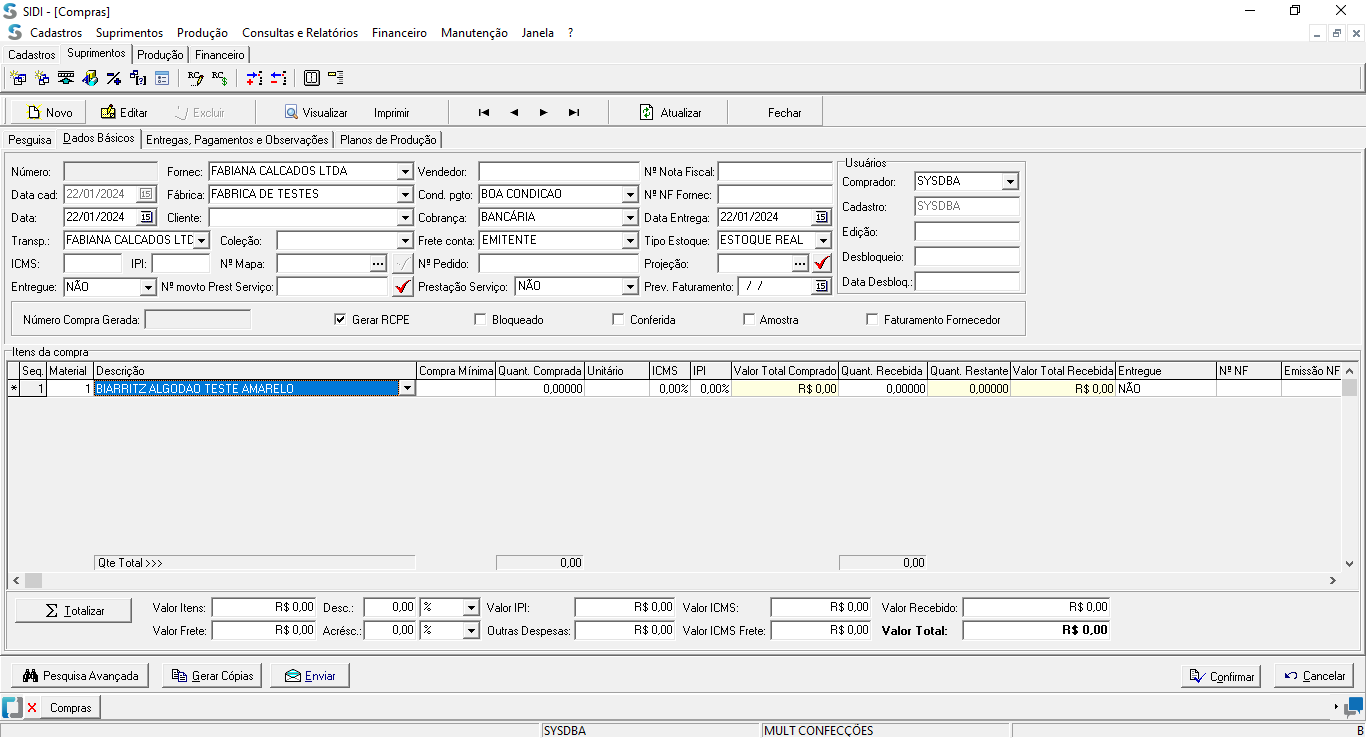 SIDI - [Compras]
Cadastros Suprimentos Produção Consultas e Relatórios Financeiro Manutenção Janela ?
Cadastros Suprimentos Produção Financeiro
Novo Editar Excluir Visualizar Imprimir Atualizar Fechar
Pesquisa Dados Básicos Entregas, Pagamentos e Observações Planos de Produção
Usuários
Número: Fornec: FABIANA CALCADOS LTDA Vendedor: Nº Nota Fiscal:
Comprador: SYSDBA
Data cad: 22/01/2024 15 Fábrica: FABRICA DE TESTES Cond. pgto: BOA CONDICAO Nº NF Fornec:
Cadastro: SYSDBA
Data: 22/01/2024 15 Cliente: Cobrança: BANCÁRIA Data Entrega: 22/01/2024 15
Edição:
Transp.: FABIANA CALCADOS LTC Coleção: Frete conta: EMITENTE Tipo Estoque: ESTOQUE REAL
Desbloqueio:
ICMS: IPI: Nº Mapa: ... Nº Pedido: Projeção: ...
Data Desbloq.:
Entregue: NÃO Nº movto Prest Serviço: Prestação Serviço: NÃO Prev. Faturamento: / / 15
Número Compra Gerada: Gerar RCPE Bloqueado Conferida Amostra Faturamento Fornecedor
Itens da compra
Seq. Material Descrição Compra Mínima Quant. Comprada Unitário ICMS IPI Valor Total Comprado Quant. Recebida Quant. Restante Valor Total Recebida Entregue Nº NF Emissão NF
* 1 1 BIARRITZ ALGODAO TESTE AMARELO 0,00000 0,00% 0,00% R$ 0,00 0,00000 0,00000 R$ 0,00 NÃO
Qte Total >>> 0,00 0,00
Σ Totalizar Valor Itens: R$ 0,00 Desc.: 0,00 % Valor IPI: R$ 0,00 Valor ICMS: R$ 0,00 Valor Recebido: R$ 0,00
Valor Frete: R$ 0,00 Acrésc.: 0,00 % Outras Despesas: R$ 0,00 Valor ICMS Frete: R$ 0,00 Valor Total: R$ 0,00
Pesquisa Avançada Gerar Cópias Enviar Confirmar Cancelar
Compras
SYSDBA MULT CONFECÇÕES B